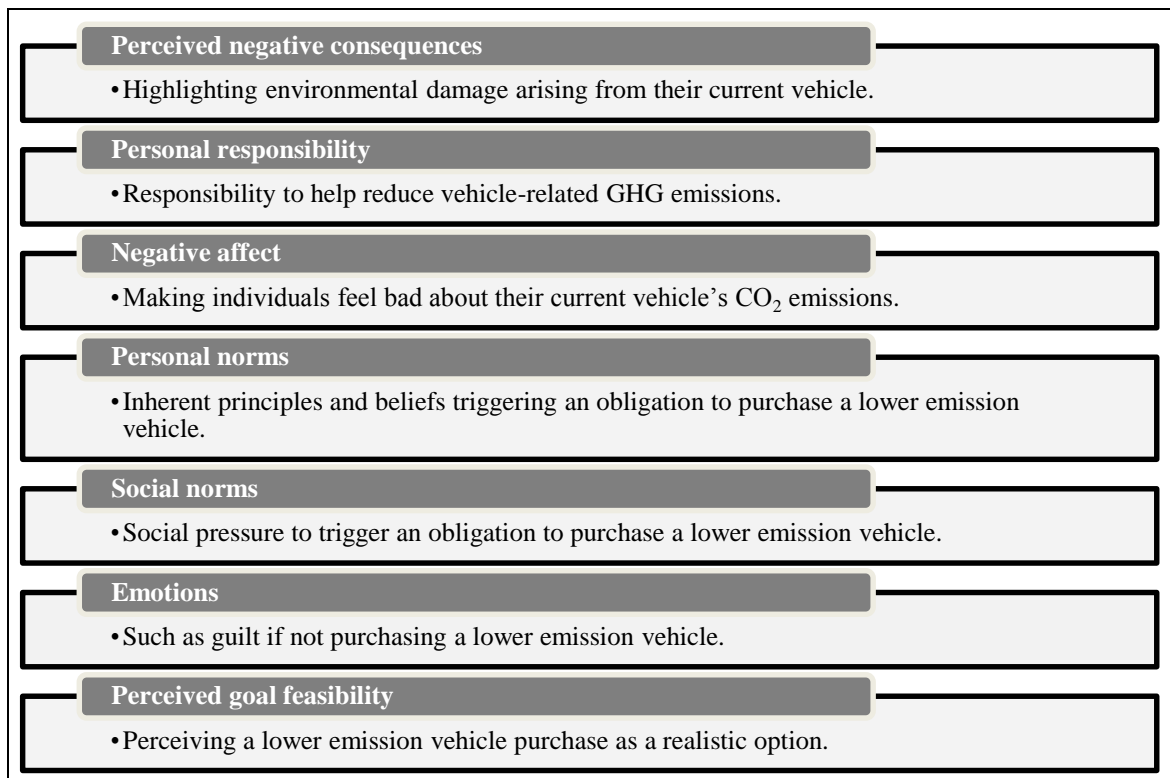 Perceived negative consequences
•Highlighting environmental damage arising from their current vehicle.
Personal responsibility
•Responsibility to help reduce vehicle-related GHG emissions.
Negative affect
•Making individuals feel bad about their current vehicle’s CO₂ emissions.
Personal norms
•Inherent principles and beliefs triggering an obligation to purchase a lower emission
vehicle.
Social norms
•Social pressure to trigger an obligation to purchase a lower emission vehicle.
Emotions
•Such as guilt if not purchasing a lower emission vehicle.
Perceived goal feasibility
•Perceiving a lower emission vehicle purchase as a realistic option.